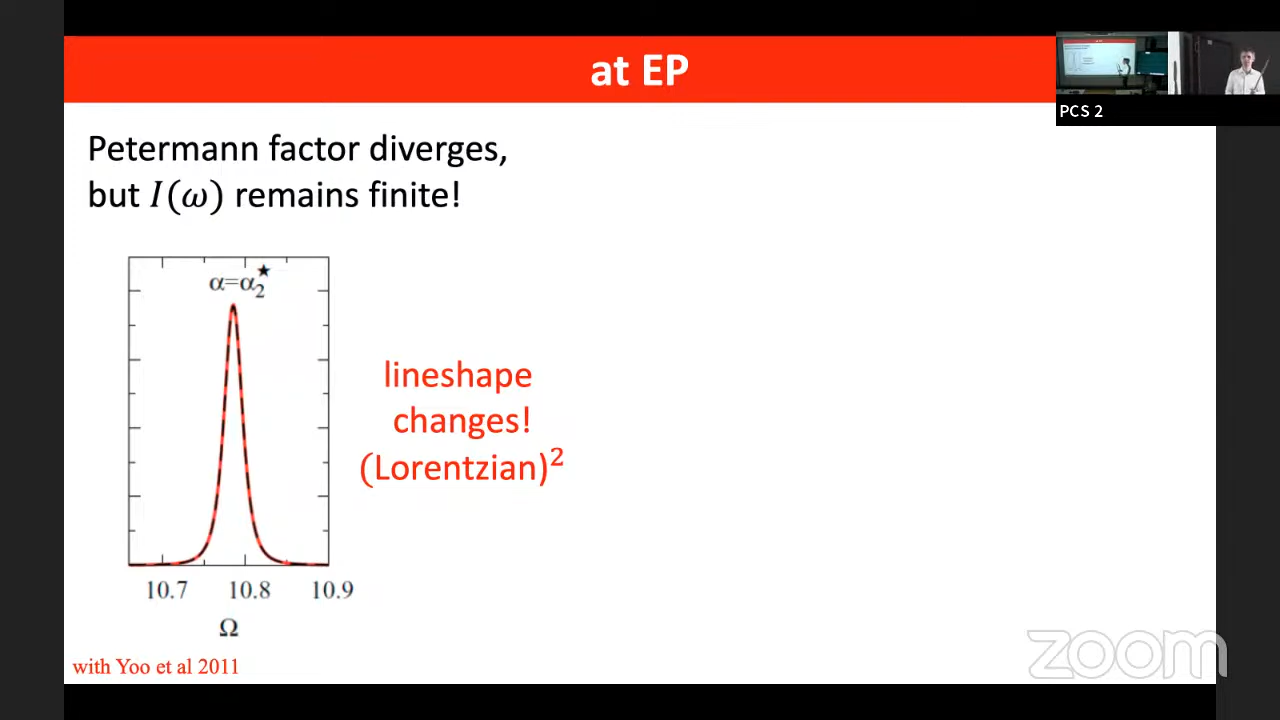 at EP
PCS 2
Petermann factor diverges,
but I(ω) remains finite!
α=α₂★
lineshape
changes!
(Lorentzian)²
10.7 10.8 10.9
Ω
with Yoo et al 2011
zoom